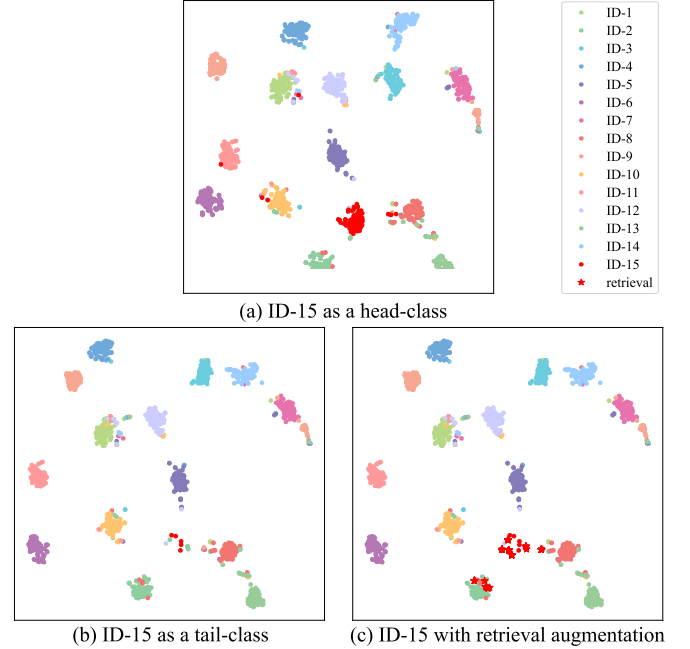 ID-1
ID-2
ID-3
ID-4
ID-5
ID-6
ID-7
ID-8
ID-9
ID-10
ID-11
ID-12
ID-13
ID-14
ID-15
retrieval
(a) ID-15 as a head-class
(b) ID-15 as a tail-class
(c) ID-15 with retrieval augmentation